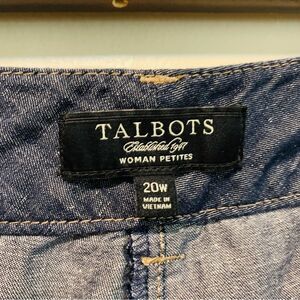 TALBOTS
Established 1947
WOMAN PETITES
20W
MADE IN
VIETNAM